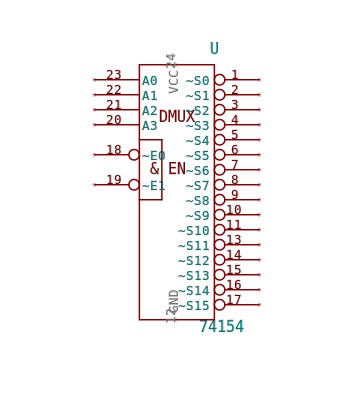 U
VCC 24
23 A0 ~S0 1
22 A1 ~S1 2
21 A2 ~S2 3
DMUX
20 A3 ~S3 4
~S4 5
18 ~E0 ~S5 6
& EN ~S6 7
19 ~E1 ~S7 8
~S8 9
~S9 10
~S10 11
~S11 13
~S12 14
~S13 15
~S14 16
~S15 17
12 GND
74154